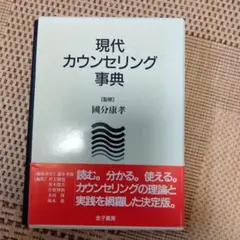 現代
カウンセリング
事典
[監修]
國分康孝
読む。分かる。使える。
カウンセリングの理論と
実践を網羅した決定版。
金子書房